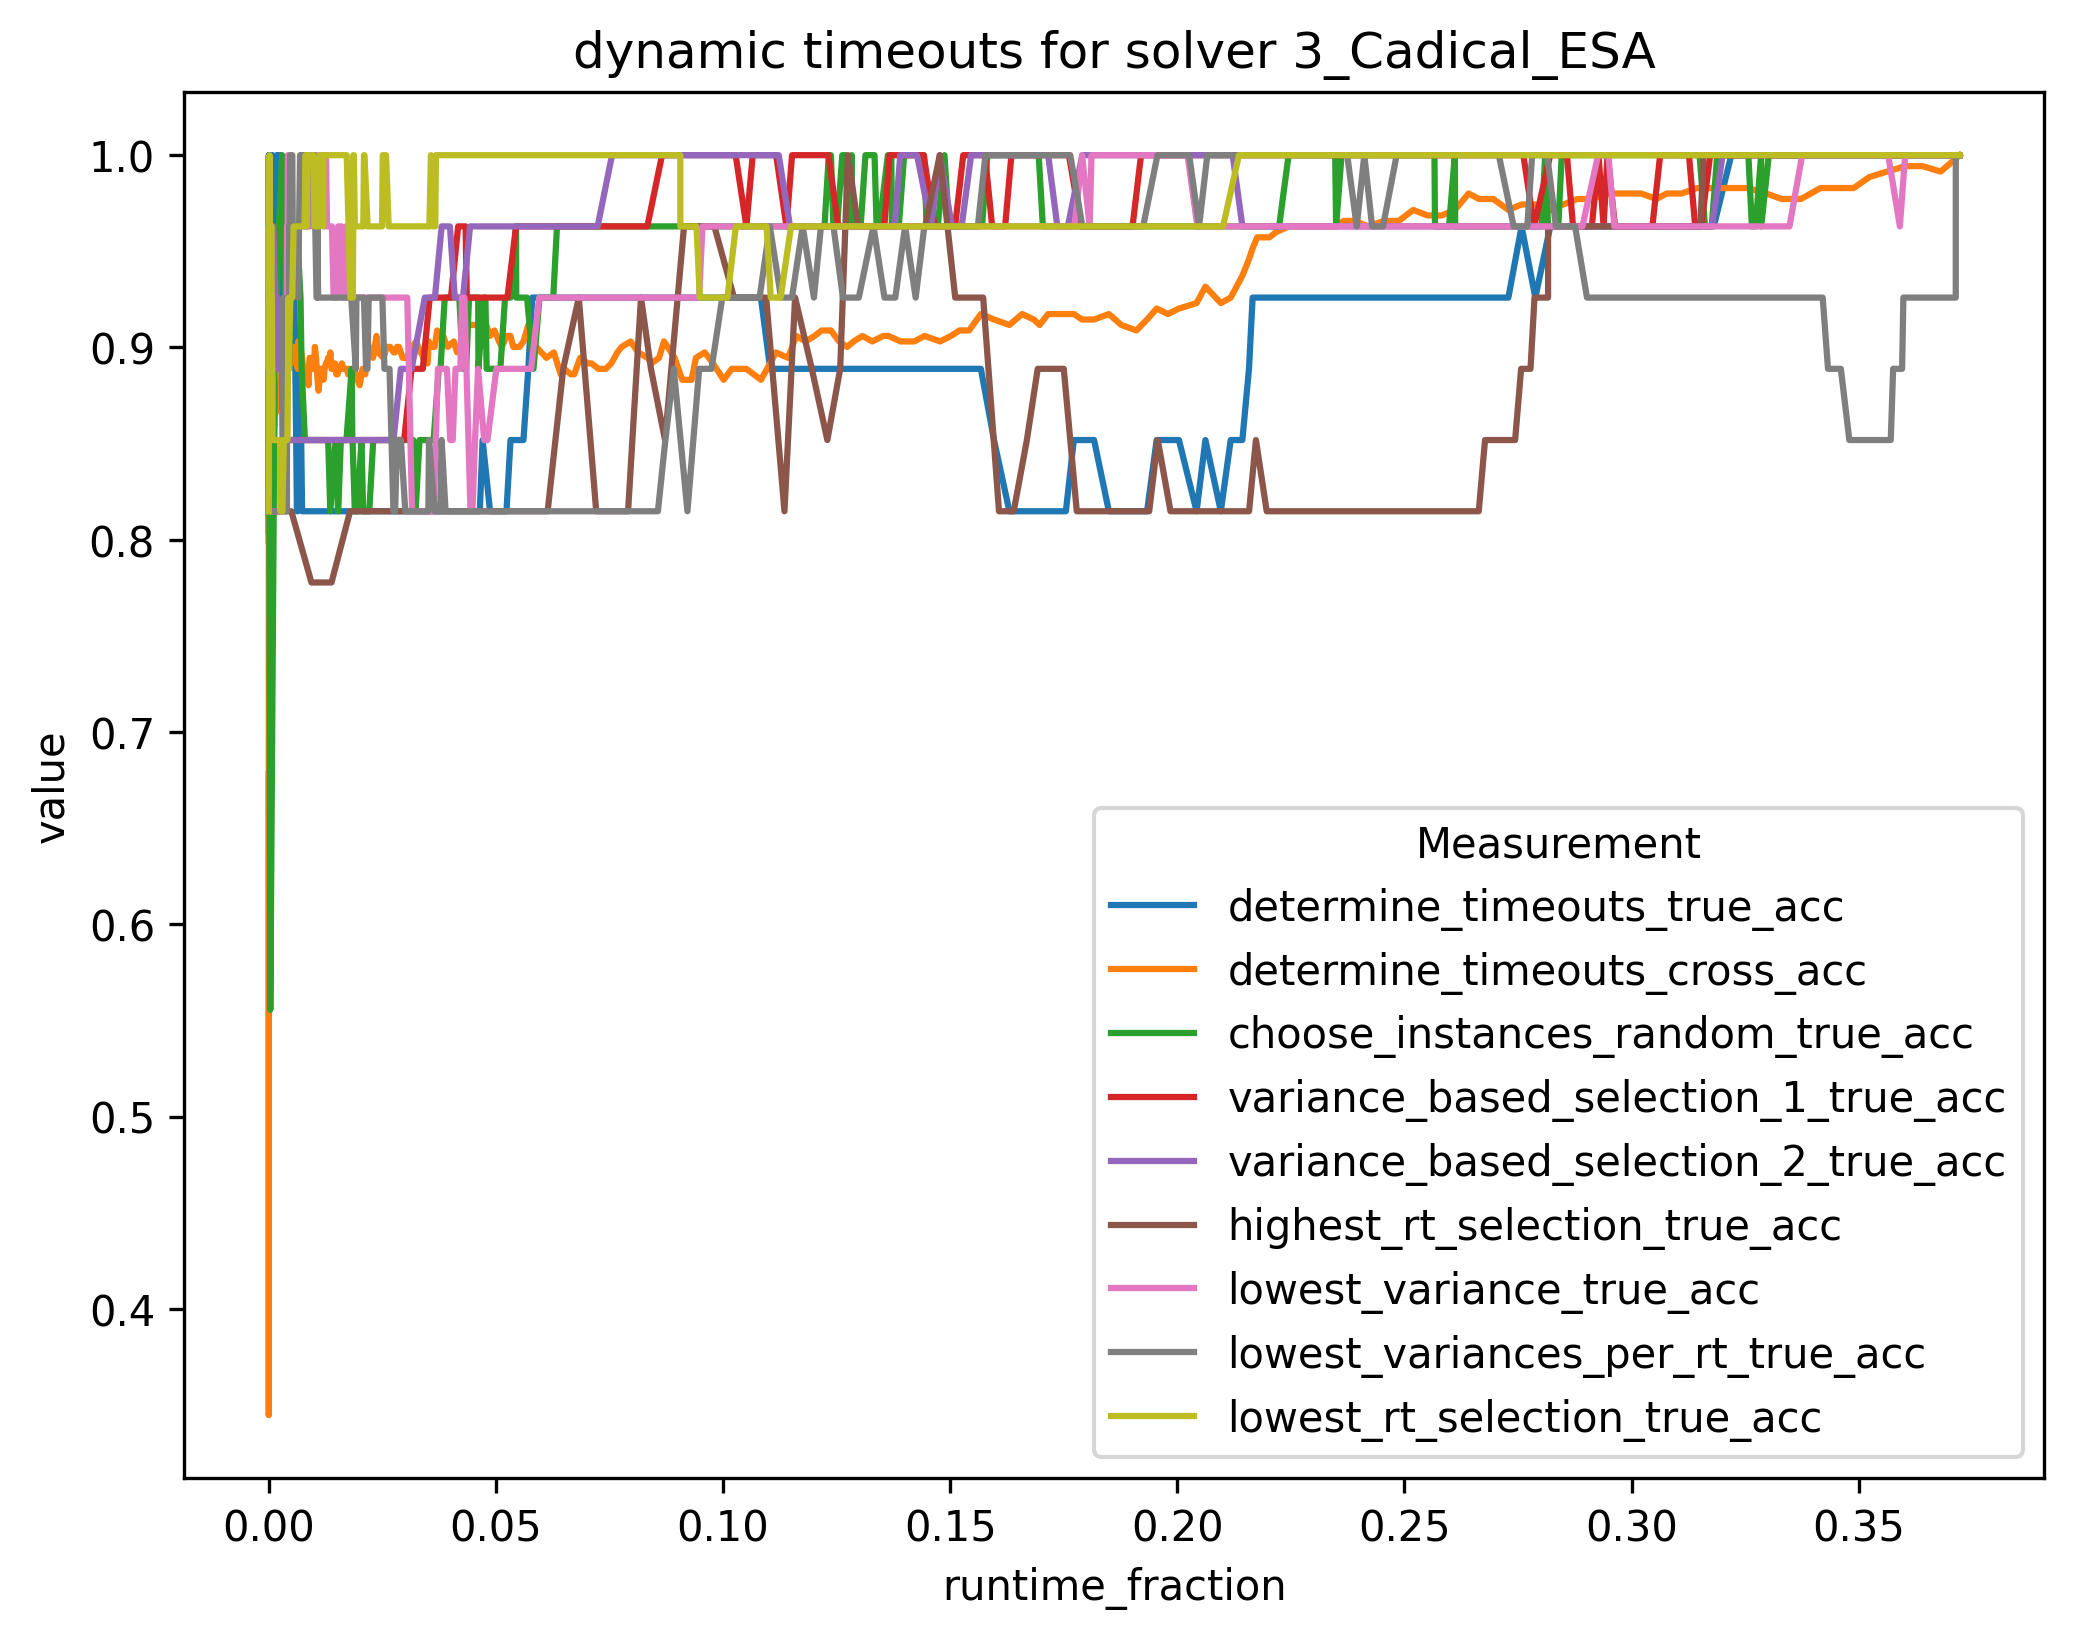 dynamic timeouts for solver 3_Cadical_ESA
1.0
0.9
0.8
0.7
0.6
0.5
0.4
value
Measurement
determine_timeouts_true_acc
determine_timeouts_cross_acc
choose_instances_random_true_acc
variance_based_selection_1_true_acc
variance_based_selection_2_true_acc
highest_rt_selection_true_acc
lowest_variance_true_acc
lowest_variances_per_rt_true_acc
lowest_rt_selection_true_acc
0.00 0.05 0.10 0.15 0.20 0.25 0.30 0.35
runtime_fraction